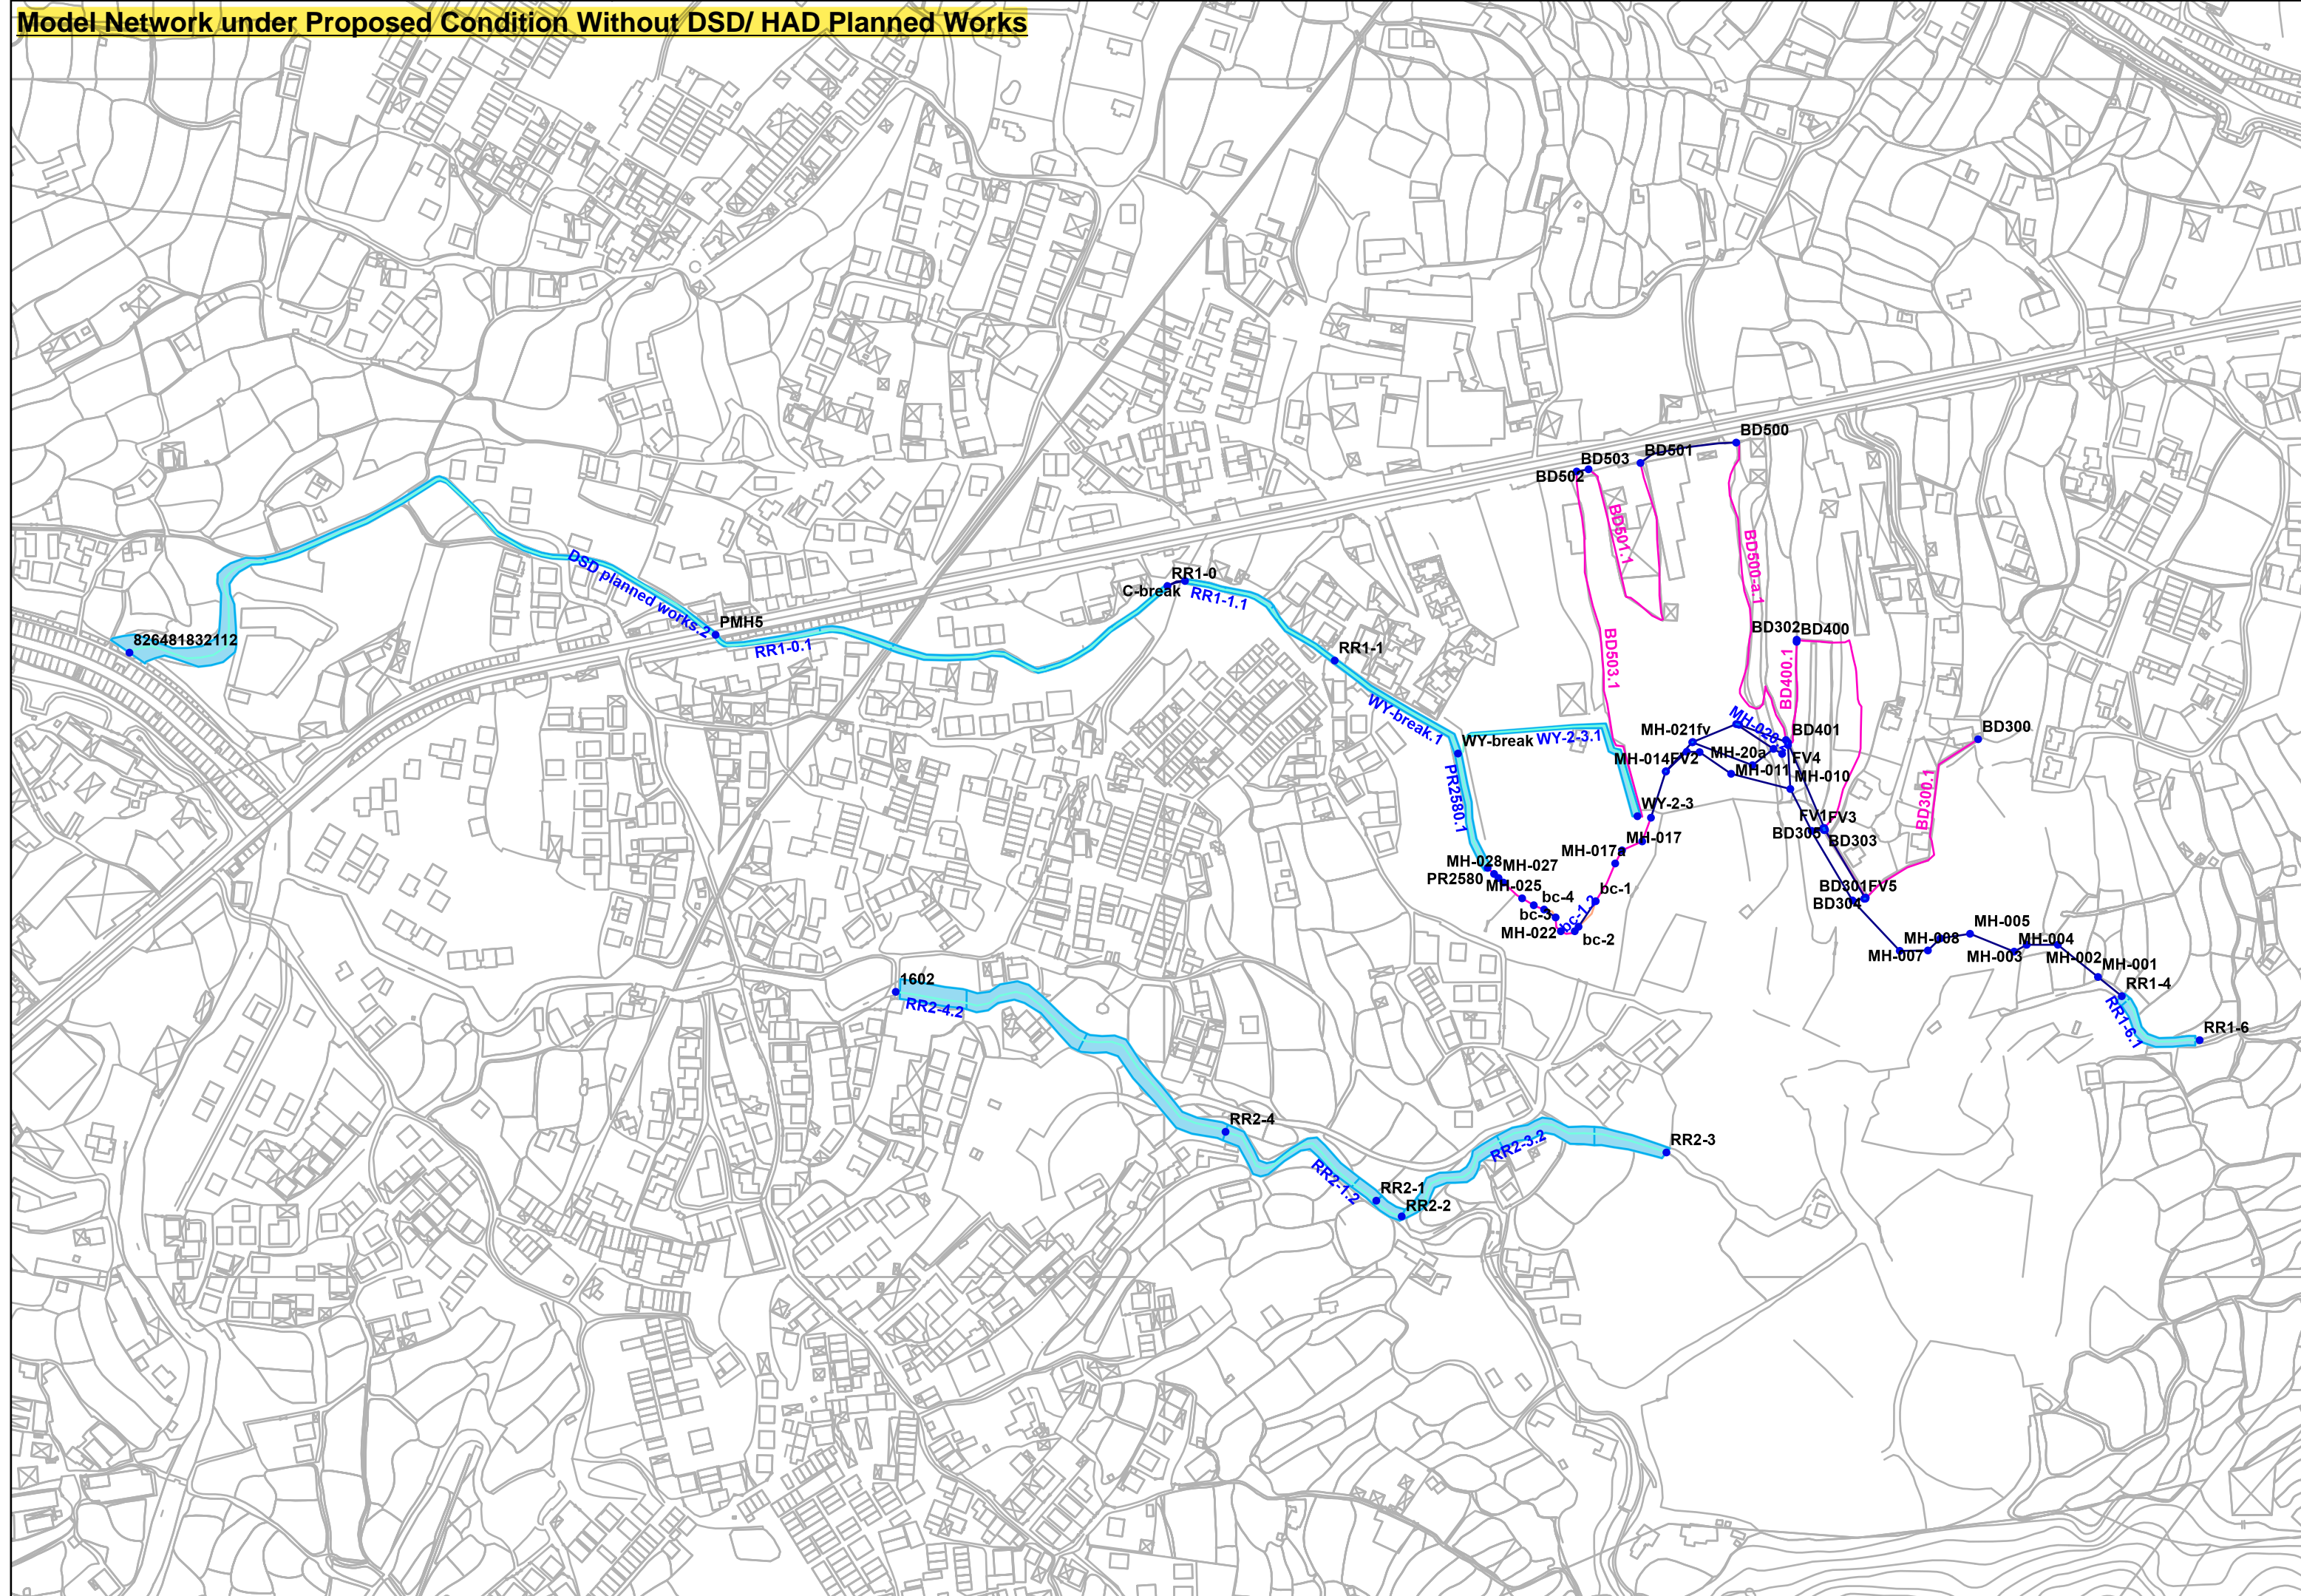 Model Network under Proposed Condition Without DSD/ HAD Planned Works
BD500
BD501
BD503
BD502
BD501.1
BD500-a.1
DSD planned works.2
RR1-0
C-break
RR1-1.1
PMH5
826481832112
RR1-0.1
RR1-1
BD302
BD400
BD503.1
BD400.1
WY-break.1
WY-break
WY-2-3.1
MH-021fv
BD401
BD300
MH-014
FV2
MH-20a
FV4
MH-011
MH-010
PR2580.1
BD300.1
WY-2-3
FV1
FV3
BD305
BD303
MH-017
MH-017a
MH-028
MH-027
PR2580
MH-025
bc-4
bc-1
bc-3
bc-1.2
MH-022
bc-2
BD301
FV5
BD304
MH-005
MH-008
MH-004
MH-007
MH-003
MH-002
MH-001
1602
RR2-4.2
RR1-4
RR1-6.1
RR1-6
RR2-4
RR2-3
RR2-3.2
RR2-1.2
RR2-1
RR2-2